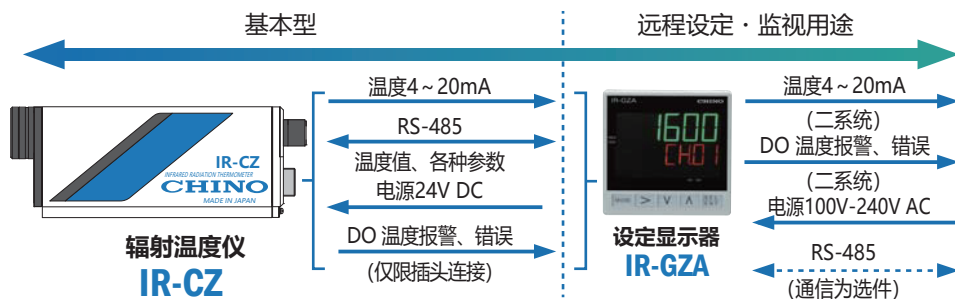 基本型
远程设定·监视用途
温度4~20mA
RS-485
温度值、各种参数
电源24V DC
DO 温度报警、错误
(仅限插头连接)
IR-CZ
INFRARED RADIATION THERMOMETER
CHINO
MADE IN JAPAN
辐射温度仪
IR-CZ
IR-GZA
CHINO
1600
CH.01
MODE
设定显示器
IR-GZA
温度4~20mA
(二系统)
DO 温度报警、错误
(二系统)
电源100V-240V AC
RS-485
(通信为选件)